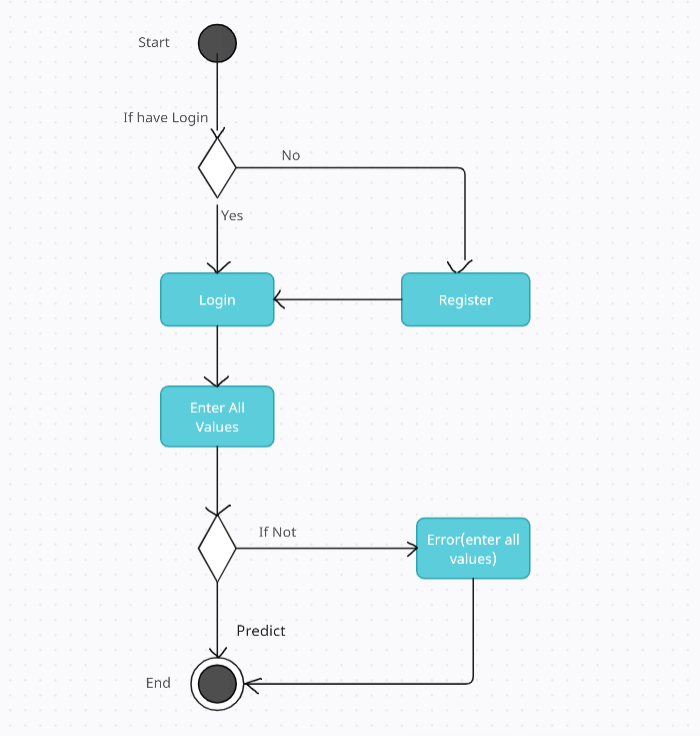 Start
If have Login
No
Yes
Login
Register
Enter All
Values
If Not
Error(enter all
values)
Predict
End